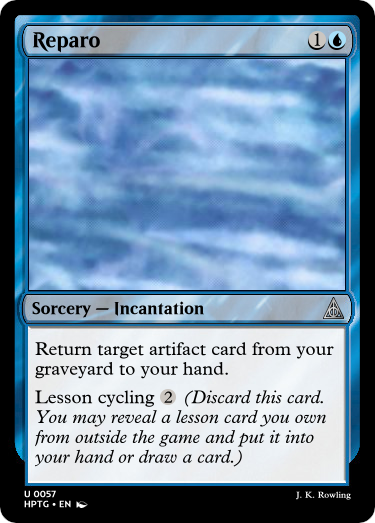 Reparo
1
Sorcery — Incantation
Return target artifact card from your
graveyard to your hand.
Lesson cycling 2 (Discard this card.
You may reveal a lesson card you own
from outside the game and put it into
your hand or draw a card.)
U 0057
HPTG • EN
J. K. Rowling